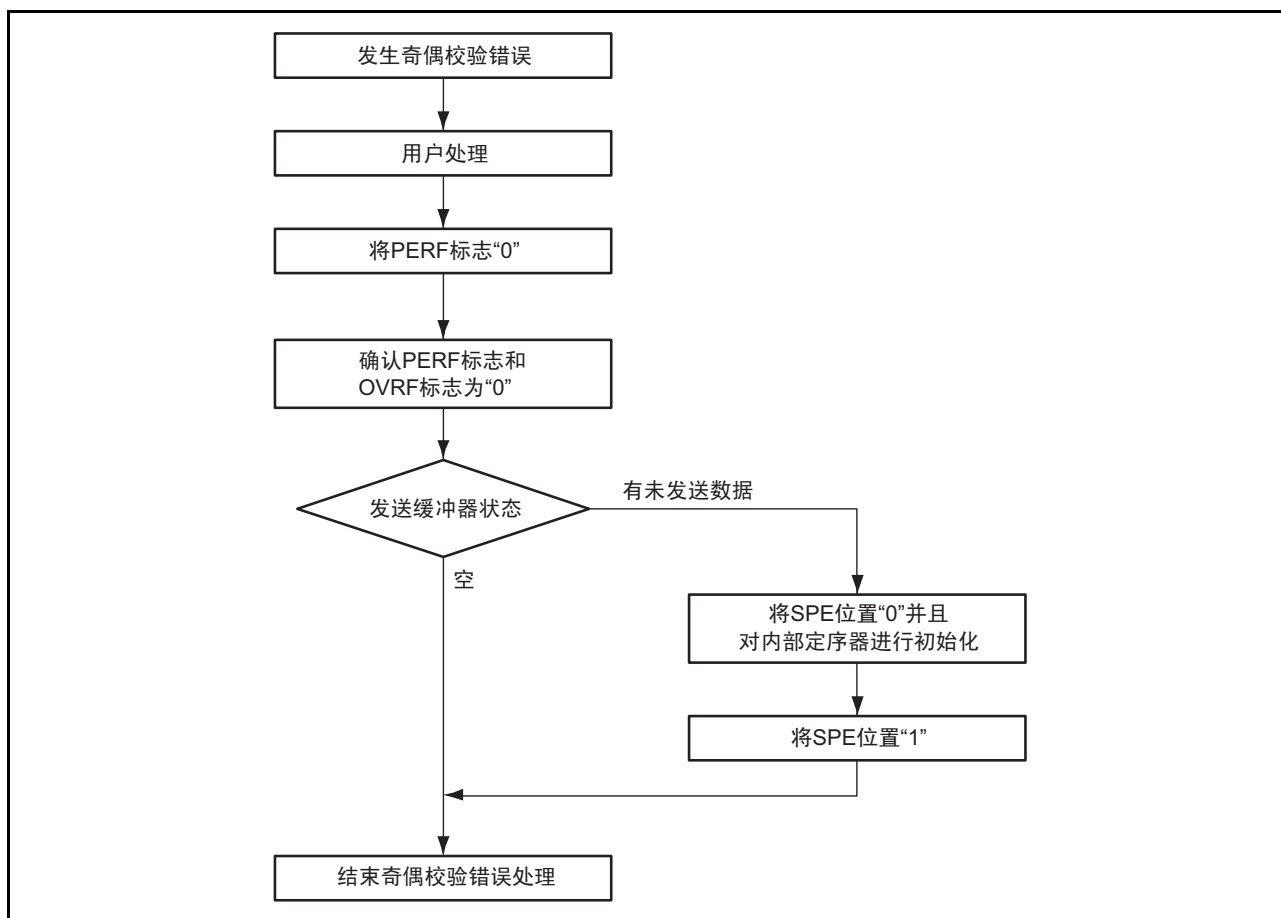 发生奇偶校验错误
用户处理
将PERF标志“0”
确认PERF标志和
OVRF标志为“0”
发送缓冲器状态
有未发送数据
空
将SPE位置“0”并且
对内部定序器进行初始化
将SPE位置“1”
结束奇偶校验错误处理